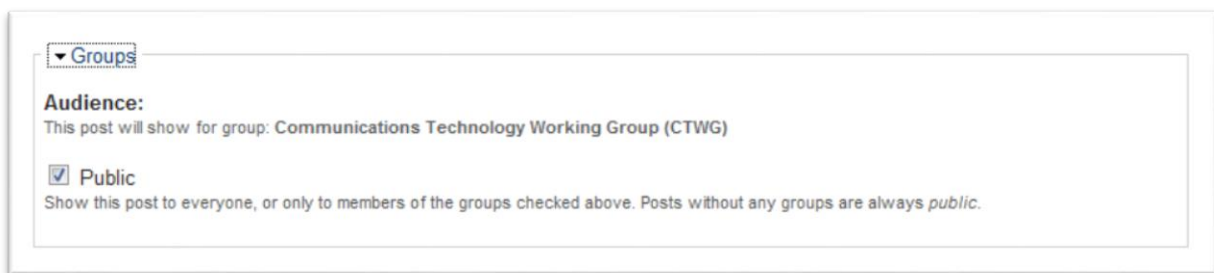 Groups
Audience:
This post will show for group: Communications Technology Working Group (CTWG)
Public
Show this post to everyone, or only to members of the groups checked above. Posts without any groups are always public.